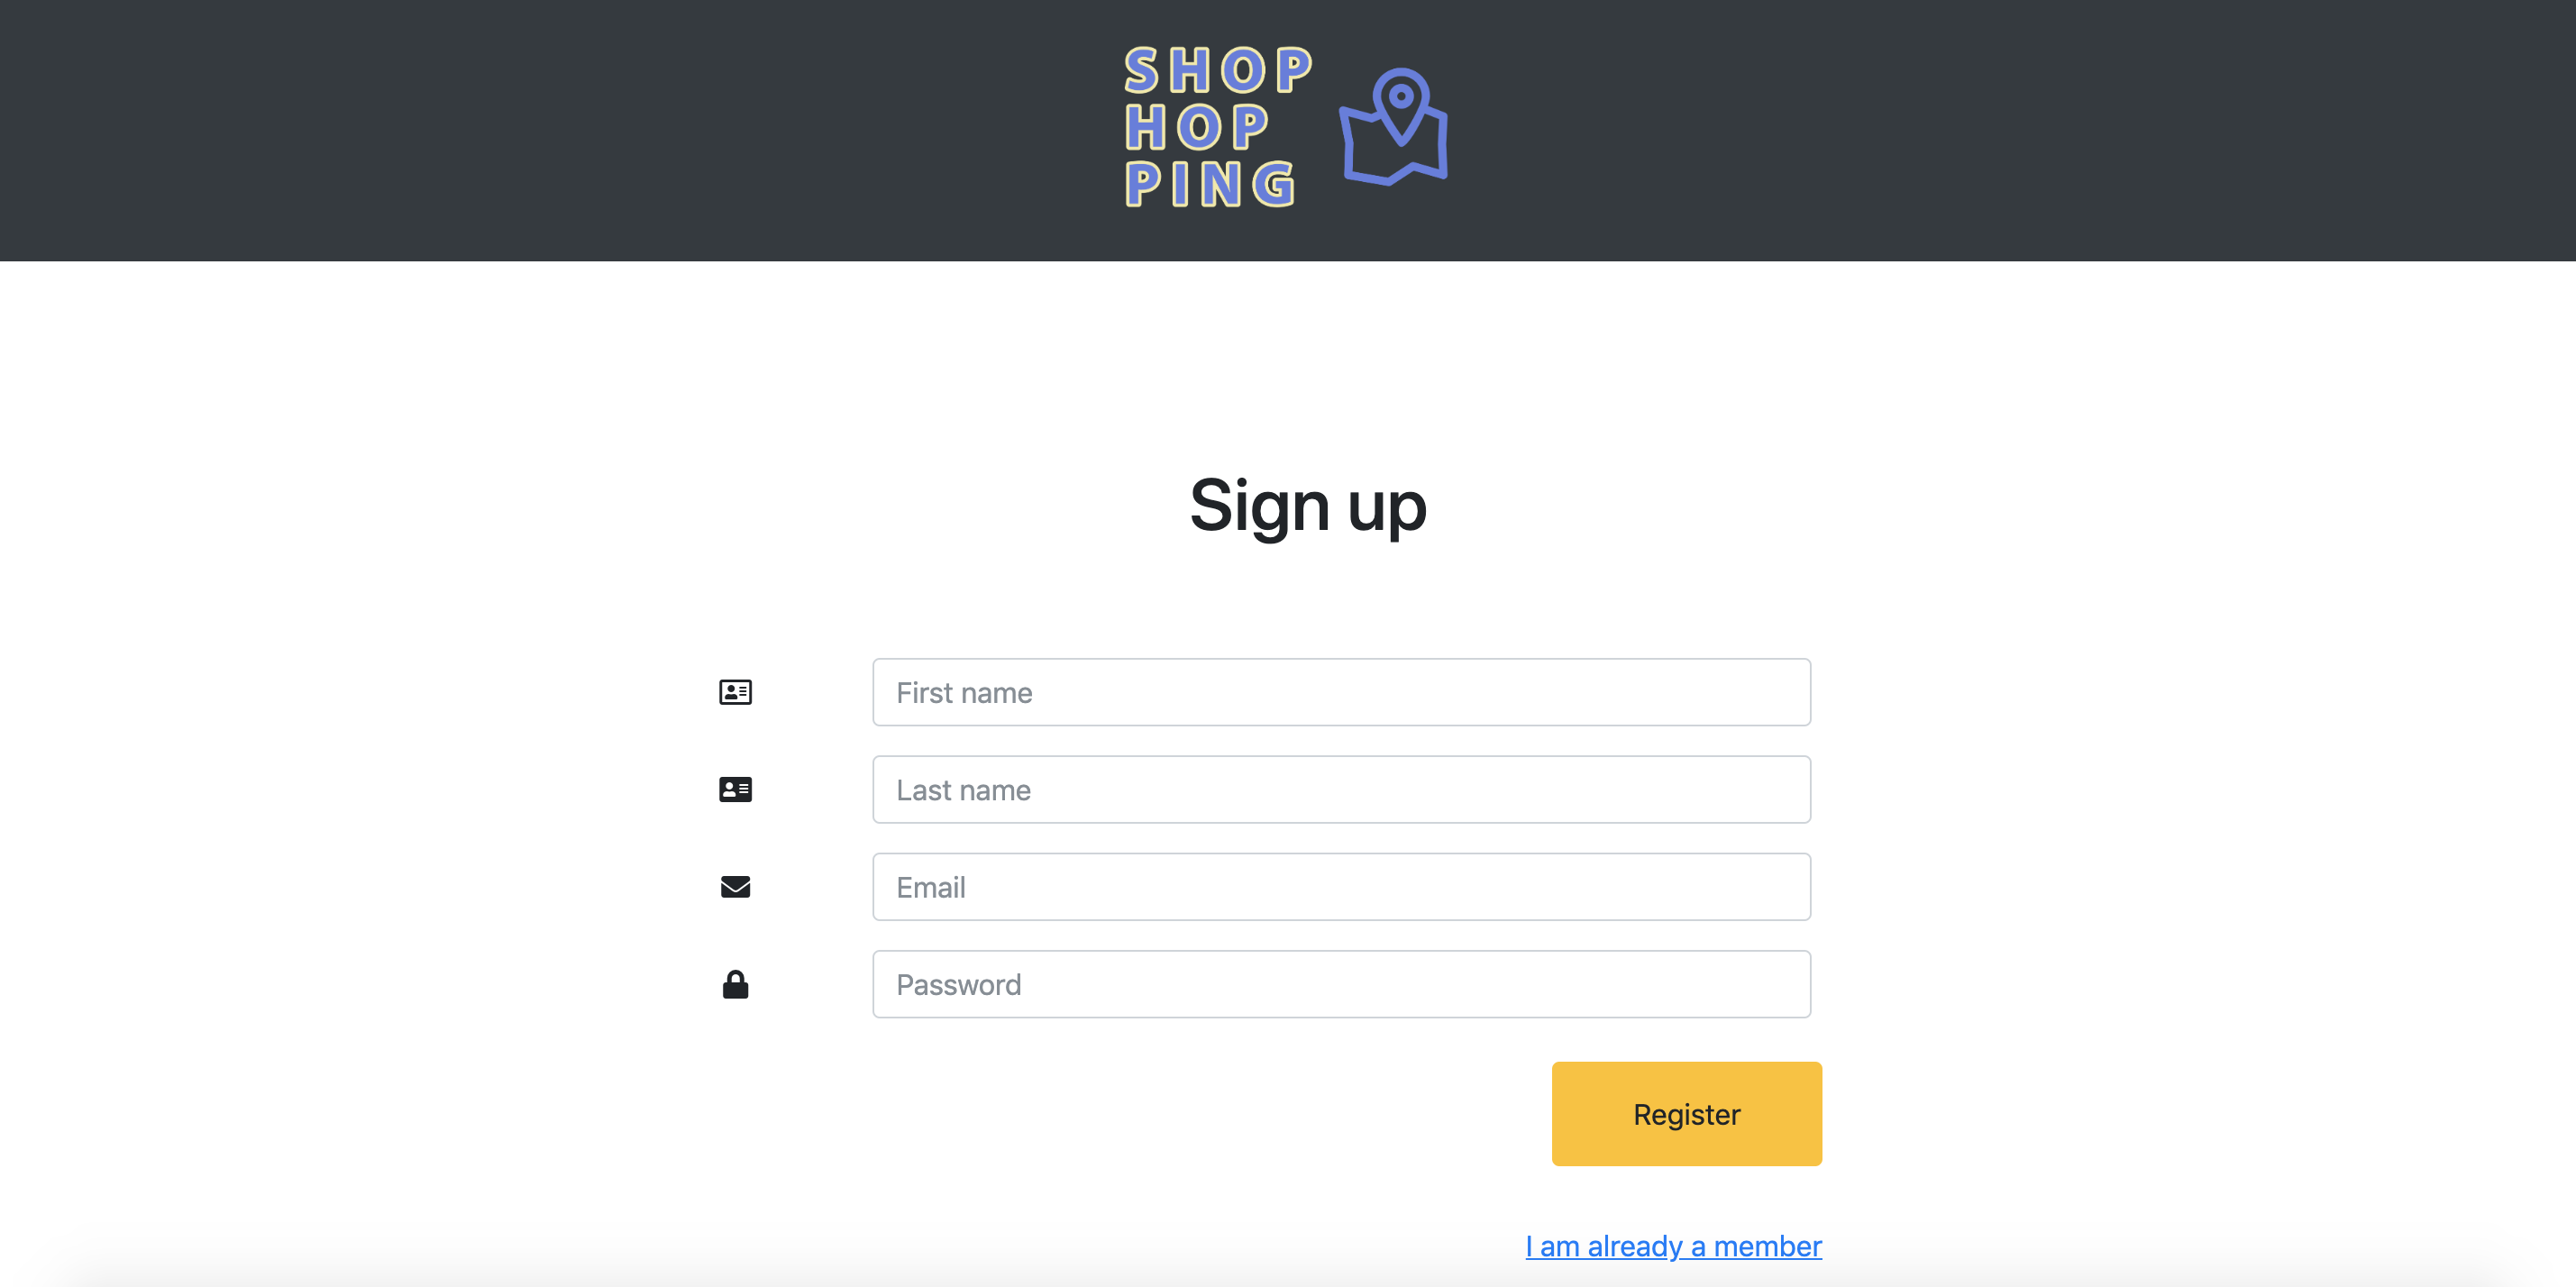 SHOP
HOP
PING
Sign up
First name
Last name
Email
Password
Register
I am already a member